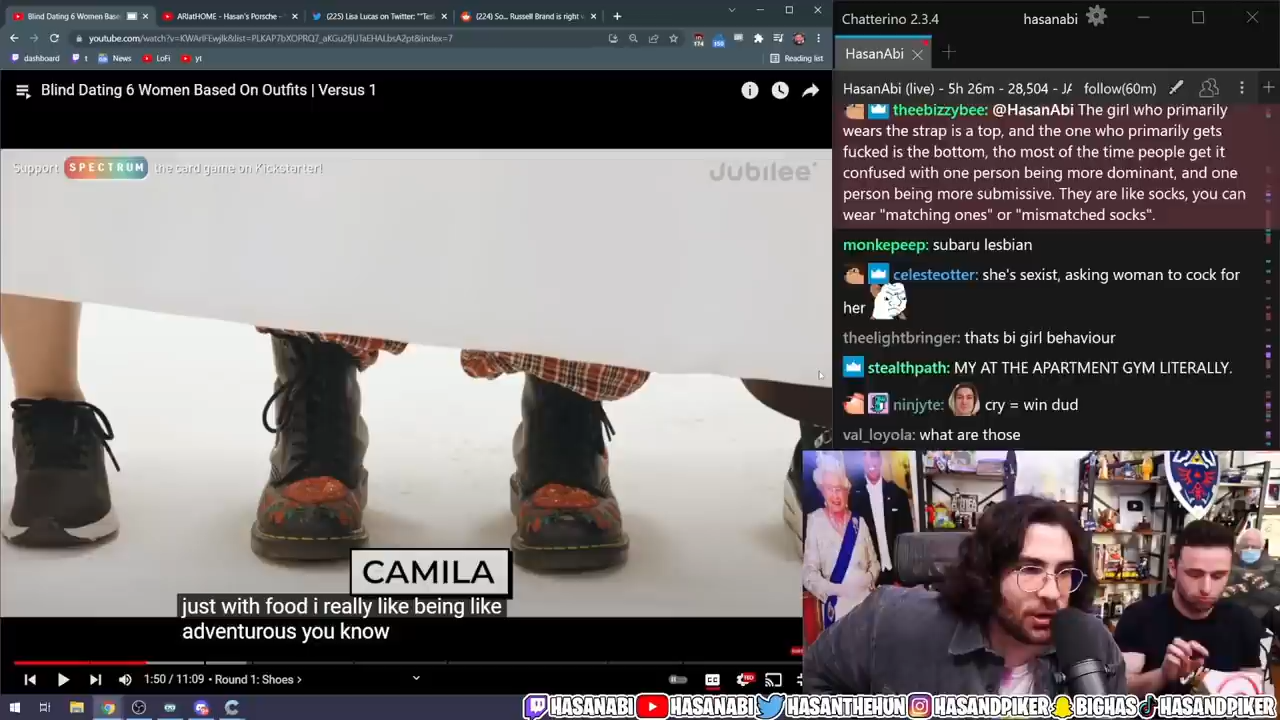 Blind Dating 6 Women Base
ARIatHOME - Hasan's Porsche -
(225) Lisa Lucas on Twitter: "
(224) So... Russell Brand is right
youtube.com/watch?v=KWAriFEwjlk&list=PLKAP7bXOPRQ7_aKGu2fjUTaEHALbsA2pt&index=7
dashboard
t
News
LoFi
yt
Reading list
Blind Dating 6 Women Based On Outfits | Versus 1
Support SPECTRUM the card game on Kickstarter!
Jubilee
CAMILA
just with food i really like being like
adventurous you know
1:50 / 11:09 • Round 1: Shoes >
Chatterino 2.3.4
hasanabi
HasanAbi
HasanAbi (live) - 5h 26m - 28,504 - JA
follow(60m)
theebizzybee: @HasanAbi The girl who primarily
wears the strap is a top, and the one who primarily gets
fucked is the bottom, tho most of the time people get it
confused with one person being more dominant, and one
person being more submissive. They are like socks, you can
wear "matching ones" or "mismatched socks".
monkepeep: subaru lesbian
celesteotter: she's sexist, asking woman to cock for
her
theelightbringer: thats bi girl behaviour
stealthpath: MY AT THE APARTMENT GYM LITERALLY.
ninjyte: cry = win dud
val_loyola: what are those
HASANABI HASANABI HASANTHEHUN HASANDPIKER BIGHAS HASANDPIKER